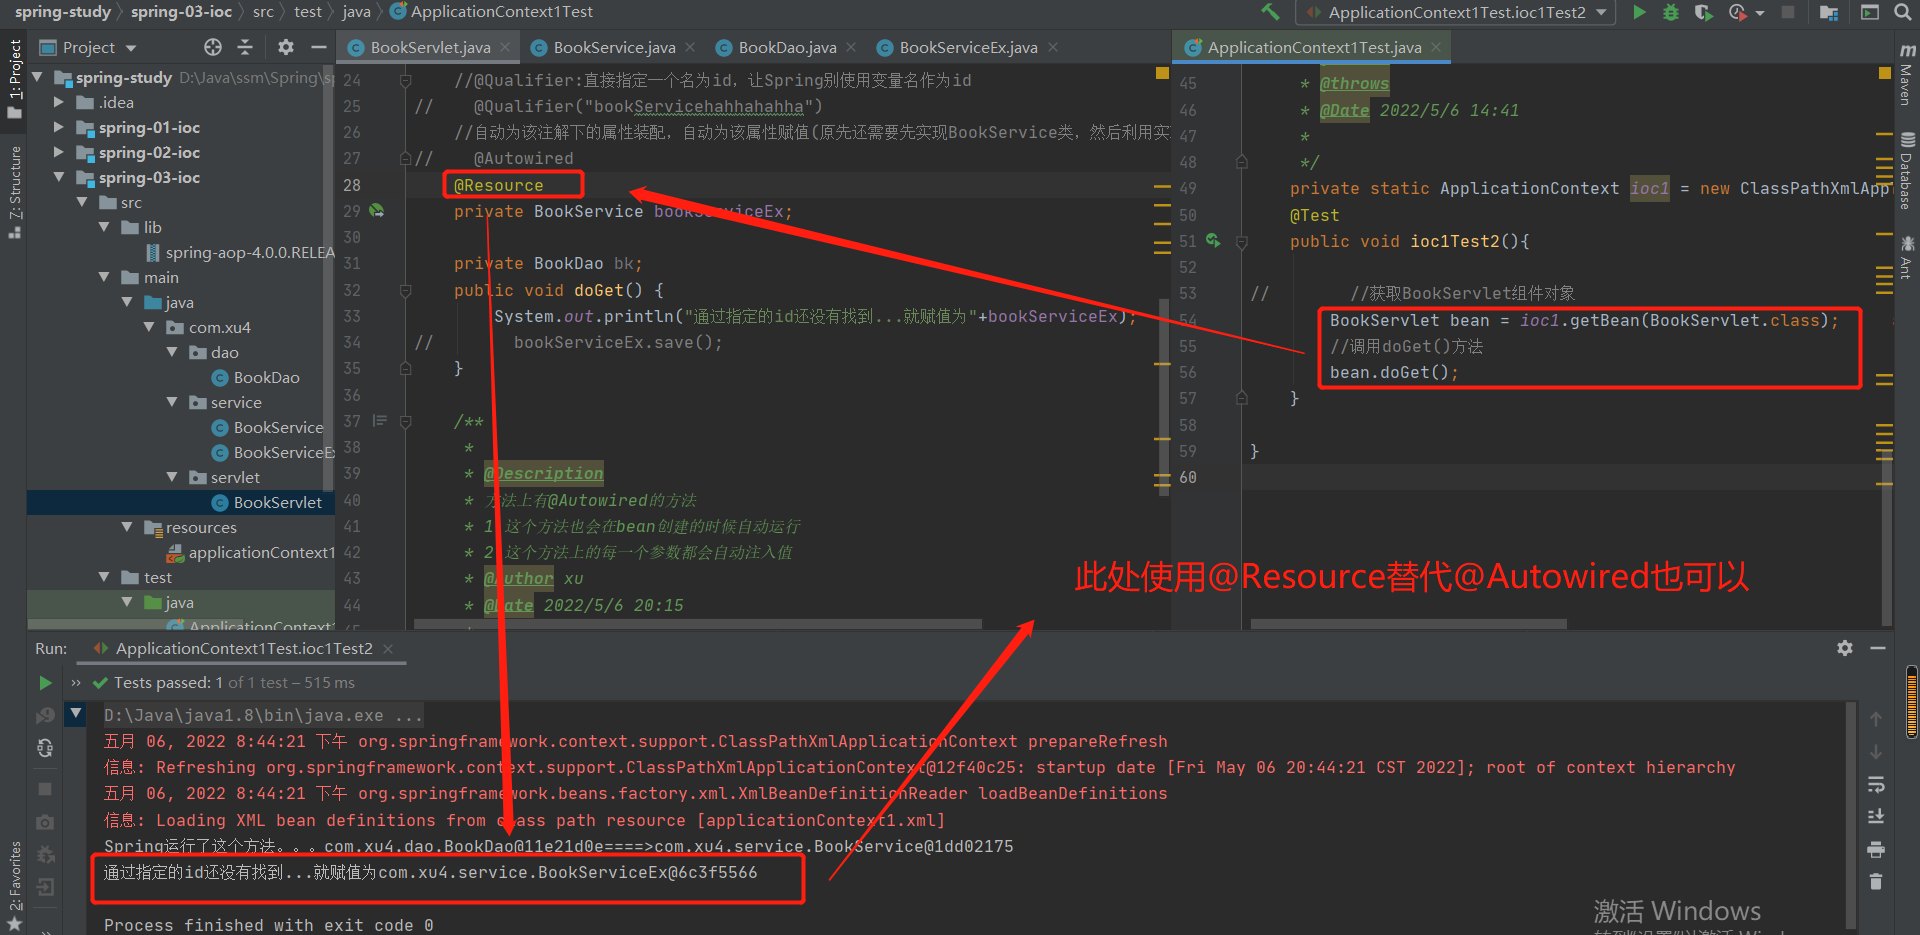 spring-study 〉 spring-03-ioc 〉 src 〉 test 〉 java 〉 ApplicationContext1Test
ApplicationContext1Test.ioc1Test2
Project
BookServlet.java
BookService.java
BookDao.java
BookServiceEx.java
ApplicationContext1Test.java
1: Project
7: Structure
2: Favorites
Maven
Database
Ant
spring-study D:\Java\ssm\Spring\sp
.idea
spring-01-ioc
spring-02-ioc
spring-03-ioc
src
lib
spring-aop-4.0.0.RELEA
main
java
com.xu4
dao
BookDao
service
BookService
BookServiceEx
servlet
BookServlet
resources
applicationContext1
test
java
ApplicationContext1
24 //@Qualifier:直接指定一个名为id，让Spring别使用变量名作为id
25 // @Qualifier("bookServicehahhahahha")
26 //自动为该注解下的属性装配，自动为该属性赋值(原先还需要先实现BookService类，然后利用实
27 // @Autowired
28 @Resource
29 private BookService bookServiceEx;
30
31 private BookDao bk;
32 public void doGet() {
33 System.out.println("通过指定的id还没有找到...就赋值为"+bookServiceEx);
34 // bookServiceEx.save();
35 }
36
37 /**
38 *
39 * @Description
40 * 方法上有@Autowired的方法
41 * 1 这个方法也会在bean创建的时候自动运行
42 * 2 这个方法上的每一个参数都会自动注入值
43 * @Author xu
44 * @Date 2022/5/6 20:15
45 * @throws
46 * @Date 2022/5/6 14:41
47 *
48 */
49 private static ApplicationContext ioc1 = new ClassPathXmlApp
50 @Test
51 public void ioc1Test2(){
52
53 // //获取BookServlet组件对象
54 BookServlet bean = ioc1.getBean(BookServlet.class);
55 //调用doGet()方法
56 bean.doGet();
57 }
58
59 }
60
此处使用@Resource替代@Autowired也可以
Run: ApplicationContext1Test.ioc1Test2
» Tests passed: 1 of 1 test – 515 ms
D:\Java\java1.8\bin\java.exe ...
五月 06, 2022 8:44:21 下午 org.springframework.context.support.ClassPathXmlApplicationContext prepareRefresh
信息: Refreshing org.springframework.context.support.ClassPathXmlApplicationContext@12f40c25: startup date [Fri May 06 20:44:21 CST 2022]; root of context hierarchy
五月 06, 2022 8:44:21 下午 org.springframework.beans.factory.xml.XmlBeanDefinitionReader loadBeanDefinitions
信息: Loading XML bean definitions from class path resource [applicationContext1.xml]
Spring运行了这个方法。。。com.xu4.dao.BookDao@11e21d0e====>com.xu4.service.BookService@1dd02175
通过指定的id还没有找到...就赋值为com.xu4.service.BookServiceEx@6c3f5566
Process finished with exit code 0
激活 Windows